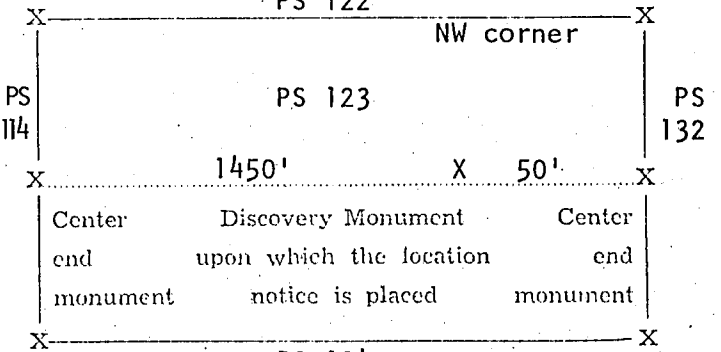 PS 122
X X
NW corner
PS PS 123 PS
114 132
1450' X 50'
X X
Center Discovery Monument Center
end upon which the location end
monument notice is placed monument
X X